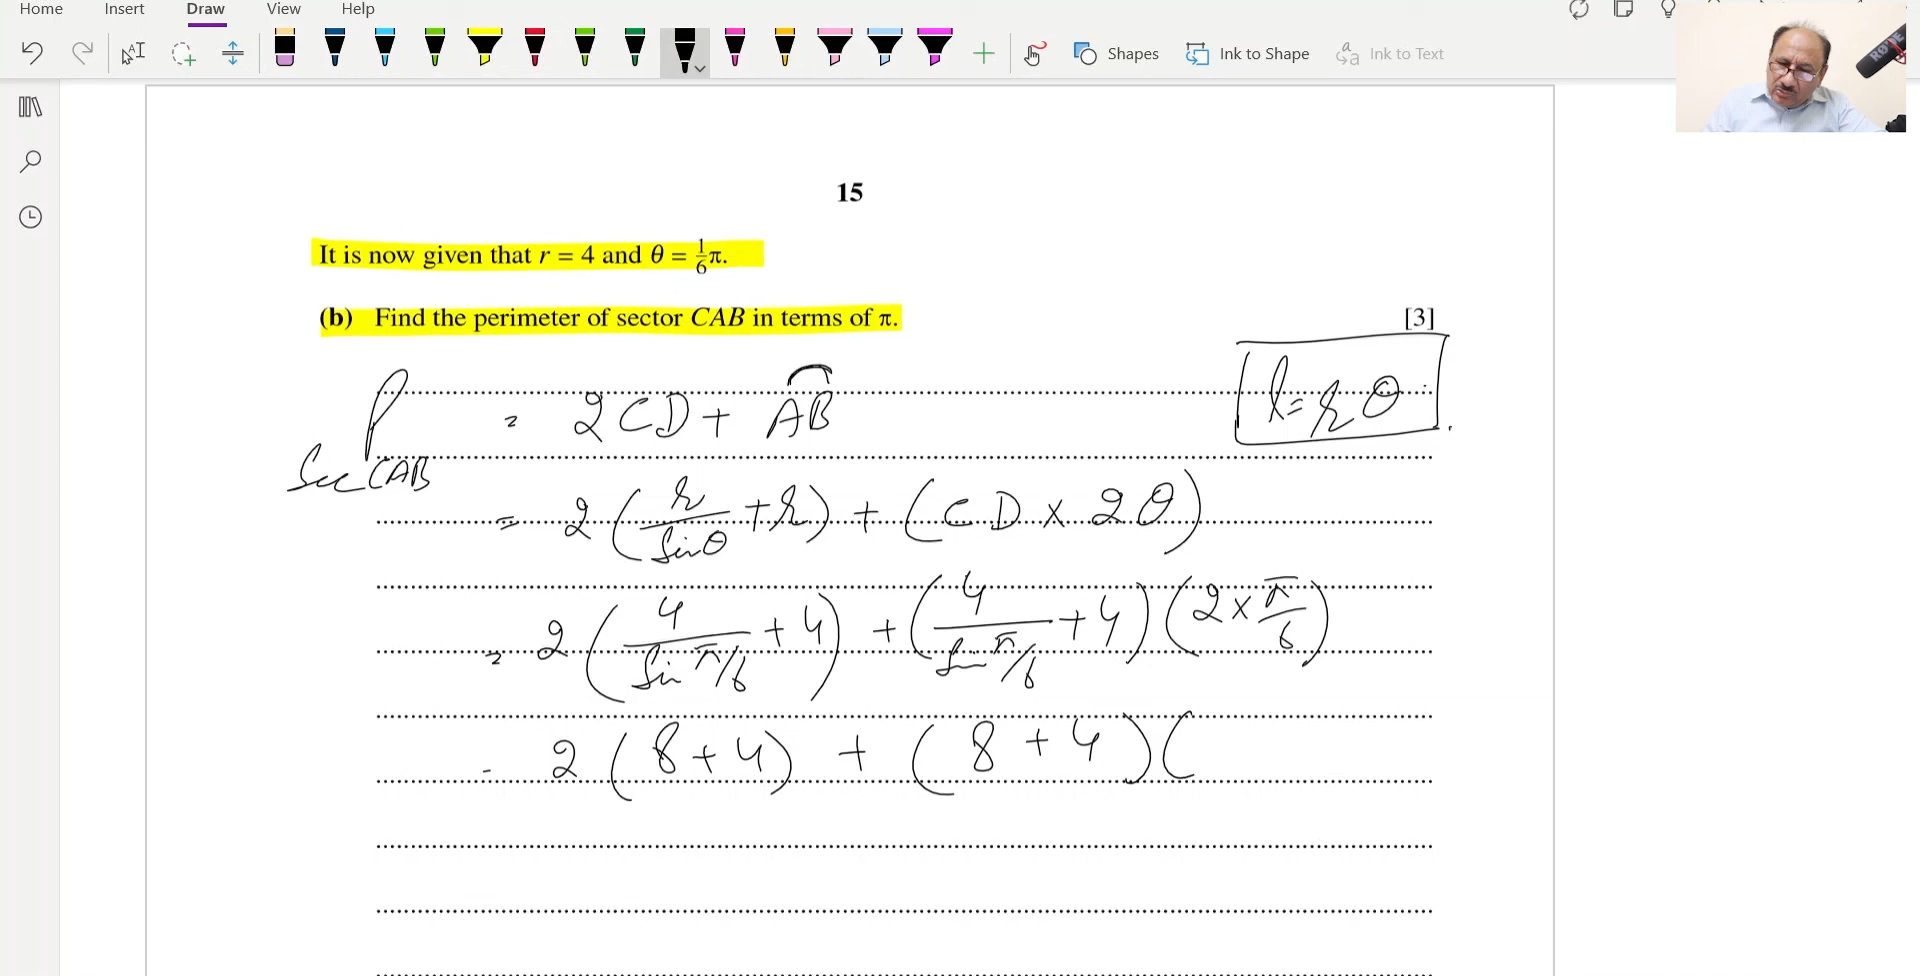 Home Insert Draw View Help
Shapes Ink to Shape Ink to Text
RØDE
15
It is now given that r = 4 and θ = 1/6 π.
(b) Find the perimeter of sector CAB in terms of π. [3]
P Sec CAB = 2CD + AB
l = rθ
= 2(r/sinθ + r) + (CD × 2θ)
= 2(4/sin π/6 + 4) + (4/sin π/6 + 4)(2 × π/6)
= 2(8+4) + (8+4)(